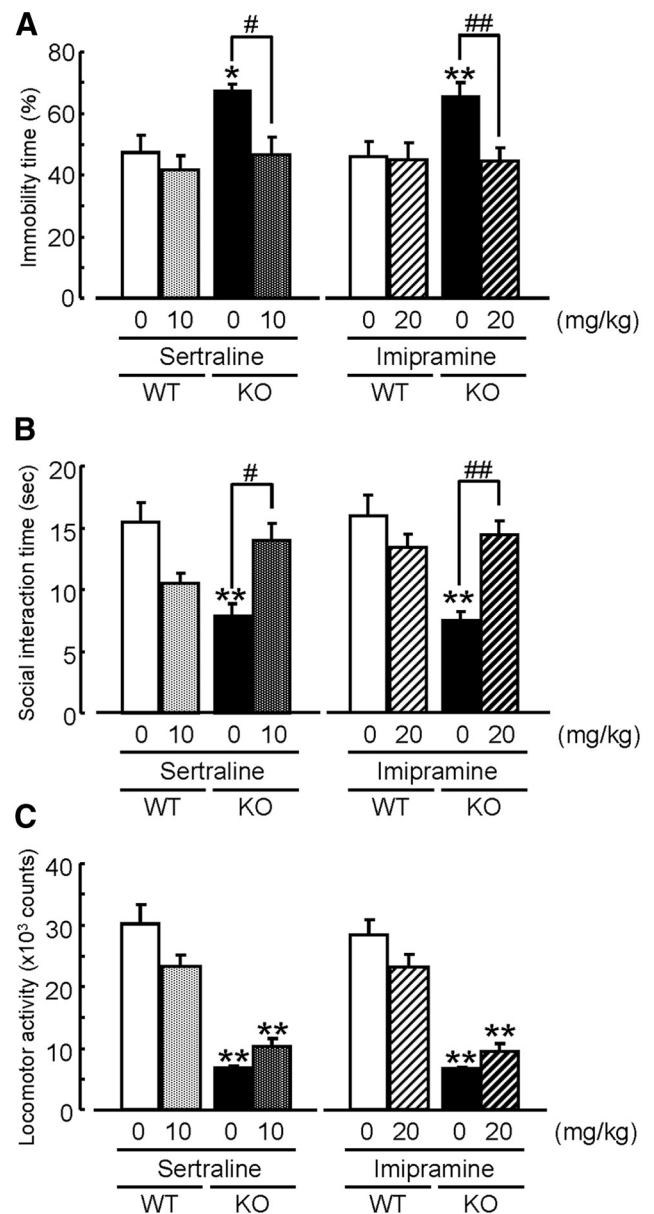 A
# ##
80
* **
60
40
20
0
Immobility time (%)
0 10 0 10 0 20 0 20 (mg/kg)
Sertraline Imipramine
WT KO WT KO
B
20
# ##
15
10
** **
5
0
Social interaction time (sec)
0 10 0 10 0 20 0 20 (mg/kg)
Sertraline Imipramine
WT KO WT KO
C
40
30
20
10
** ** ** **
0
Locomotor activity (x10³ counts)
0 10 0 10 0 20 0 20 (mg/kg)
Sertraline Imipramine
WT KO WT KO